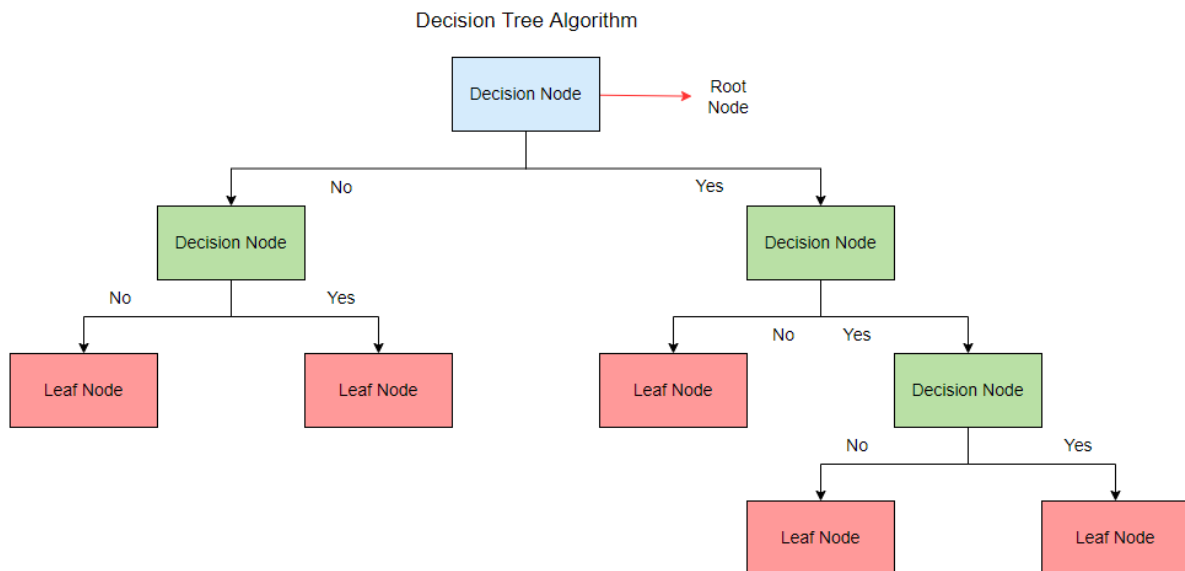 Decision Tree Algorithm
Decision Node
Root
Node
No
Yes
Decision Node
Decision Node
No
Yes
No
Yes
Leaf Node
Leaf Node
Leaf Node
Decision Node
No
Yes
Leaf Node
Leaf Node